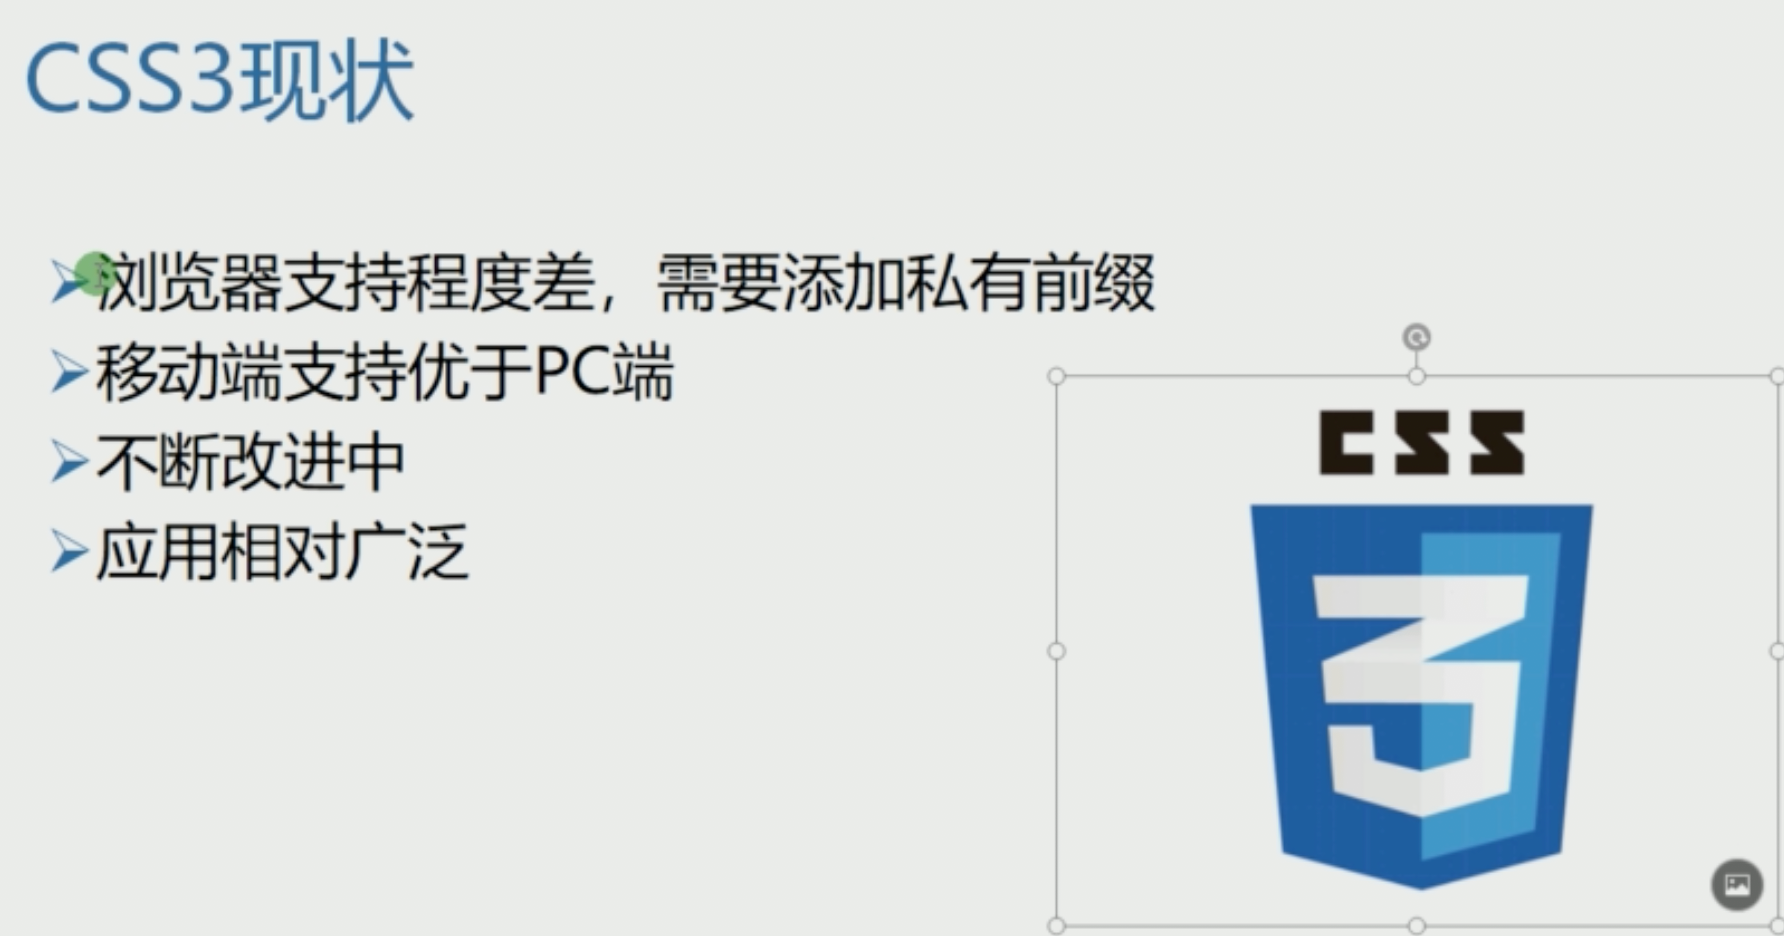 CSS3现状
浏览器支持程度差，需要添加私有前缀
移动端支持优于PC端
不断改进中
应用相对广泛
CSS
3